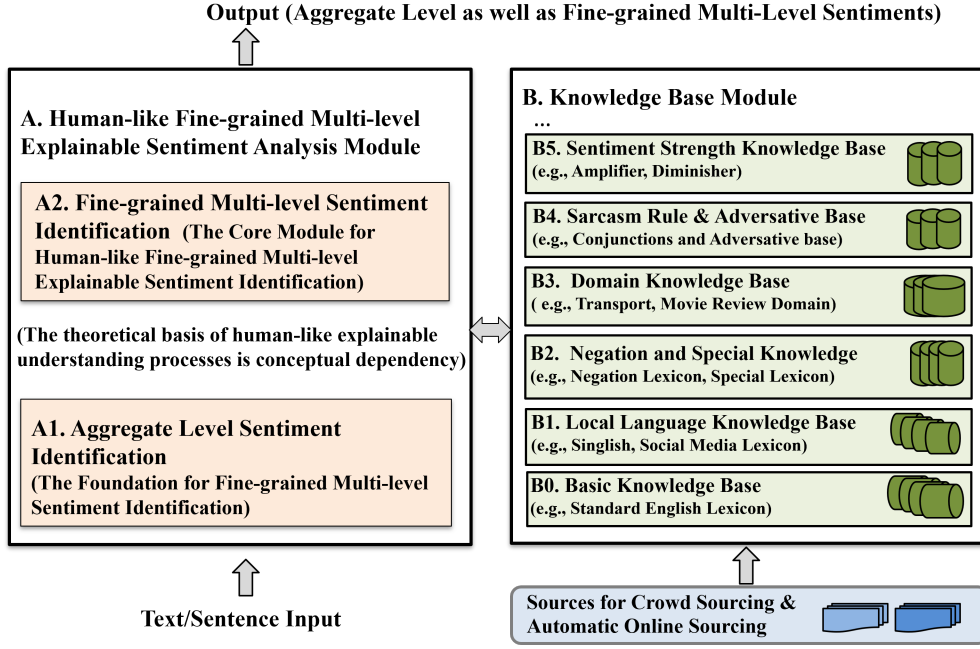 Output (Aggregate Level as well as Fine-grained Multi-Level Sentiments)
A. Human-like Fine-grained Multi-level
Explainable Sentiment Analysis Module
A2. Fine-grained Multi-level Sentiment
Identification (The Core Module for
Human-like Fine-grained Multi-level
Explainable Sentiment Identification)
(The theoretical basis of human-like explainable
understanding processes is conceptual dependency)
A1. Aggregate Level Sentiment
Identification
(The Foundation for Fine-grained Multi-level
Sentiment Identification)
Text/Sentence Input
B. Knowledge Base Module
...
B5. Sentiment Strength Knowledge Base
(e.g., Amplifier, Diminisher)
B4. Sarcasm Rule & Adversative Base
(e.g., Conjunctions and Adversative base)
B3. Domain Knowledge Base
( e.g., Transport, Movie Review Domain)
B2. Negation and Special Knowledge
(e.g., Negation Lexicon, Special Lexicon)
B1. Local Language Knowledge Base
(e.g., Singlish, Social Media Lexicon)
B0. Basic Knowledge Base
(e.g., Standard English Lexicon)
Sources for Crowd Sourcing &
Automatic Online Sourcing